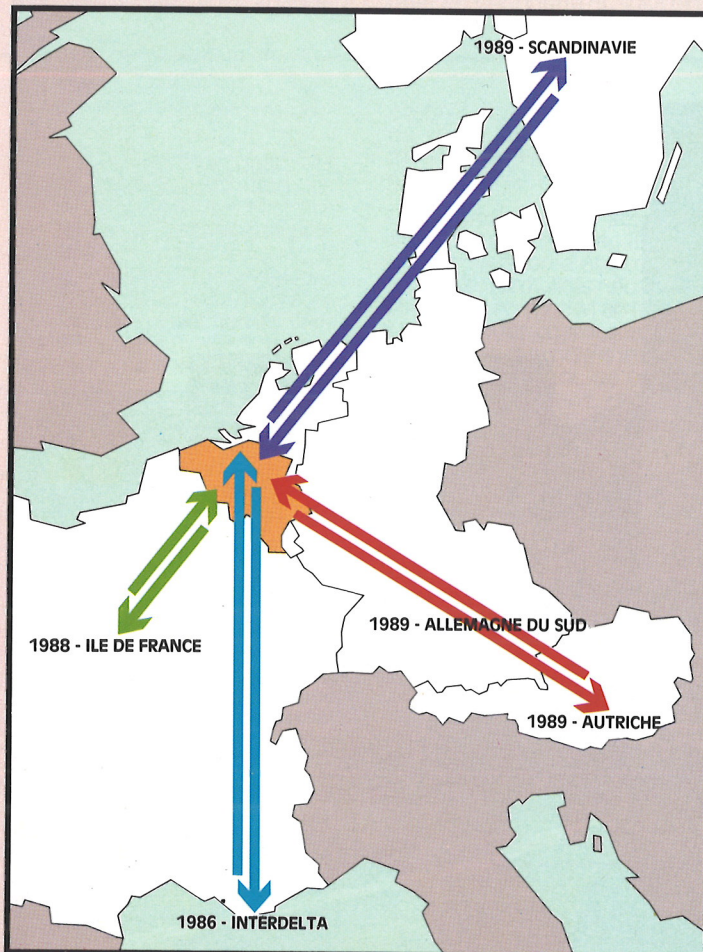 1989 - SCANDINAVIE
1989 - ALLEMAGNE DU SUD
1988 - ILE DE FRANCE
1989 - AUTRICHE
1986 - INTERDELTA